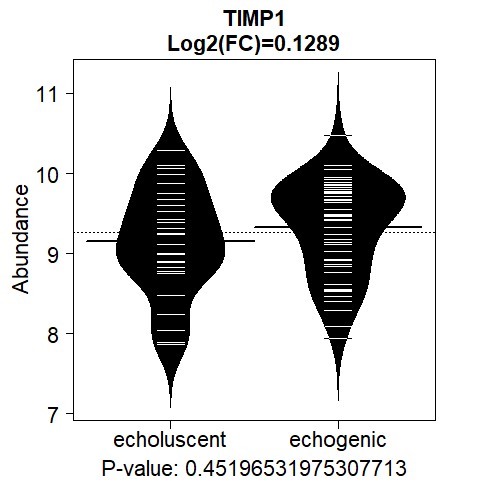 TIMP1
Log2(FC)=0.1289
11
10
9
8
7
Abundance
echoluscent echogenic
P-value: 0.45196531975307713